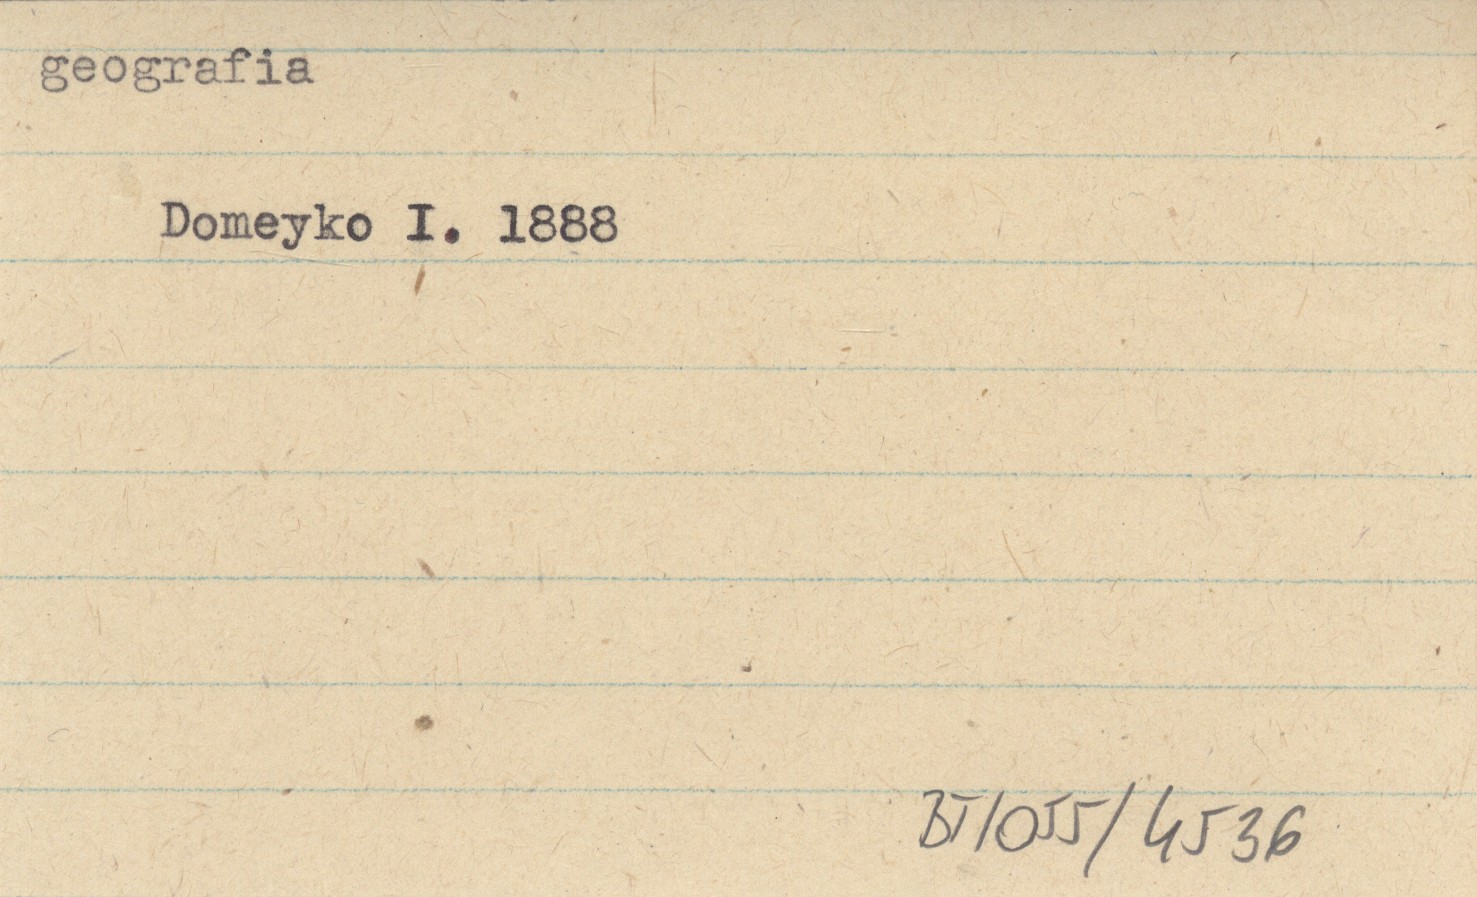 geografia
Domeyko I. 1888
BT/055/4536